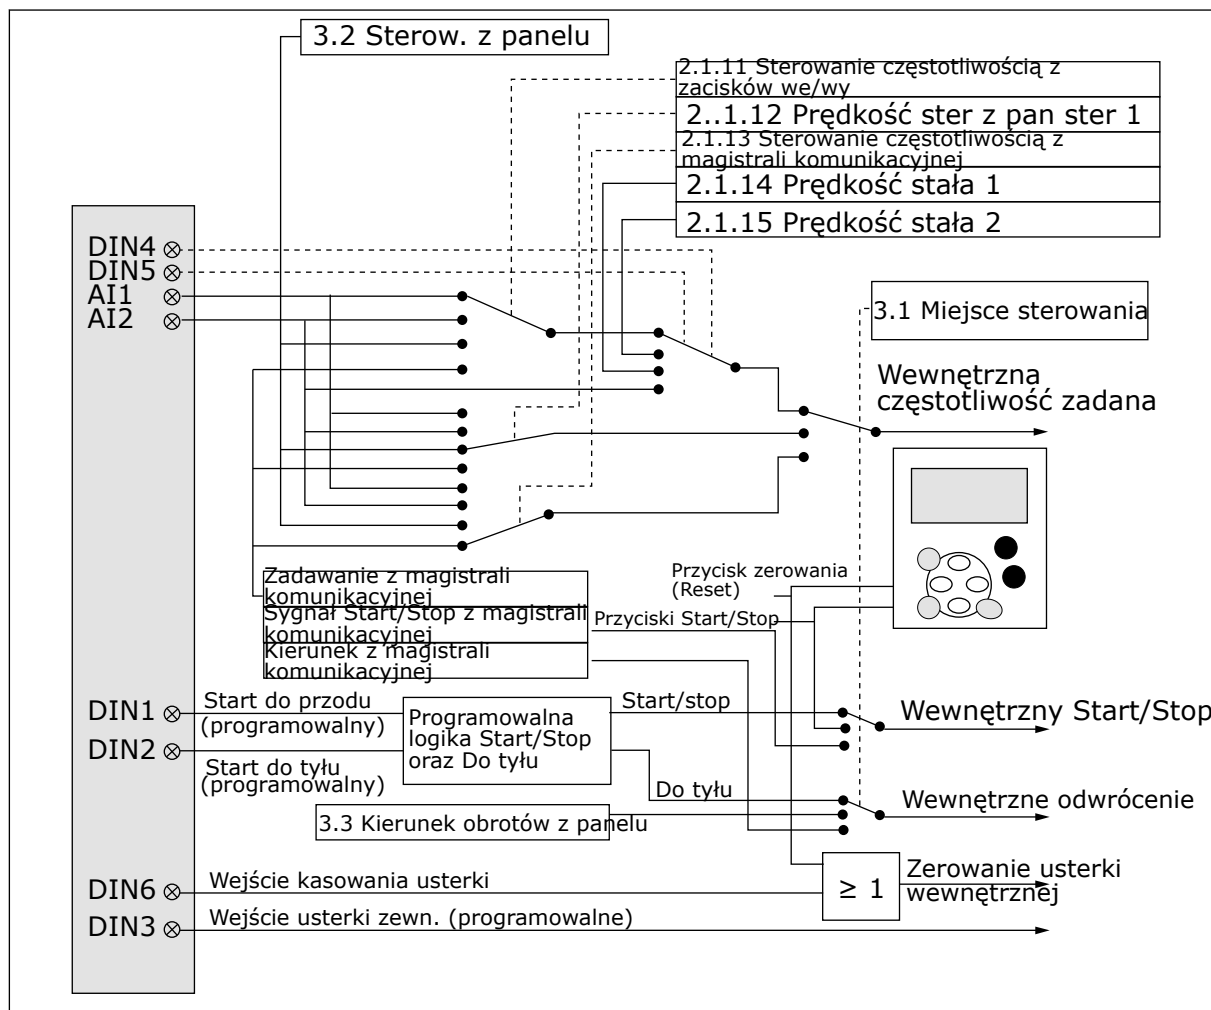 3.2 Sterow. z panelu
2.1.11 Sterowanie częstotliwością z
zacisków we/wy
2..1.12 Prędkość ster z pan ster 1
2.1.13 Sterowanie częstotliwością z
magistrali komunikacyjnej
2.1.14 Prędkość stała 1
2.1.15 Prędkość stała 2
DIN4
DIN5
AI1
AI2
3.1 Miejsce sterowania
Wewnętrzna
częstotliwość zadana
Zadawanie z magistrali
komunikacyjnej
Sygnał Start/Stop z magistrali
komunikacyjnej
Kierunek z magistrali
komunikacyjnej
Przycisk zerowania
(Reset)
Przyciski Start/Stop
DIN1
Start do przodu
(programowalny)
DIN2
Start do tyłu
(programowalny)
Programowalna
logika Start/Stop
oraz Do tyłu
Start/stop
Wewnętrzny Start/Stop
Do tyłu
Wewnętrzne odwrócenie
3.3 Kierunek obrotów z panelu
DIN6
Wejście kasowania usterki
≥ 1
Zerowanie usterki
wewnętrznej
DIN3
Wejście usterki zewn. (programowalne)